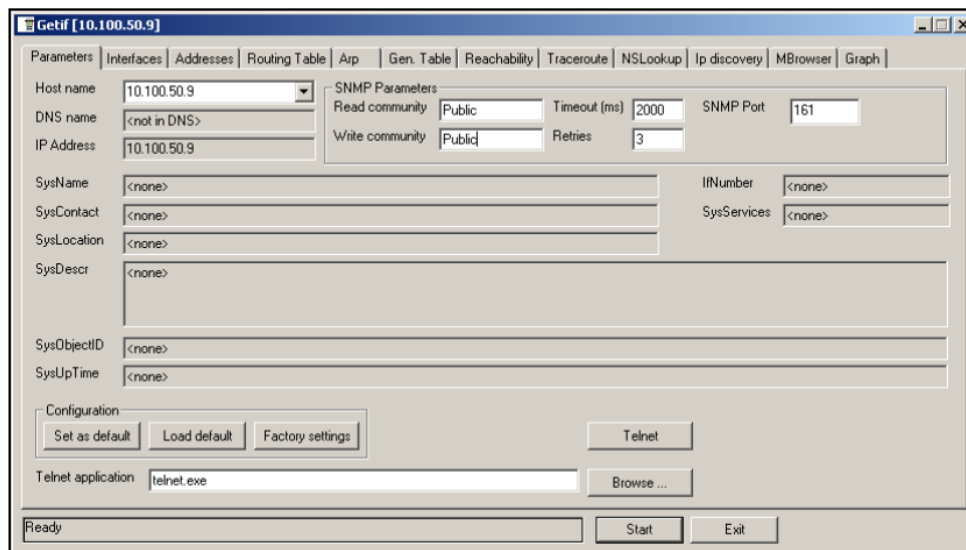 Getif [10.100.50.9]
Parameters Interfaces Addresses Routing Table Arp Gen. Table Reachability Traceroute NSLookup Ip discovery MBrowser Graph
Host name 10.100.50.9
DNS name <not in DNS>
IP Address 10.100.50.9
SNMP Parameters
Read community Public Timeout (ms) 2000 SNMP Port 161
Write community Public Retries 3
SysName <none> IfNumber <none>
SysContact <none> SysServices <none>
SysLocation <none>
SysDescr <none>
SysObjectID <none>
SysUpTime <none>
Configuration
Set as default Load default Factory settings Telnet
Telnet application telnet.exe Browse ...
Ready Start Exit